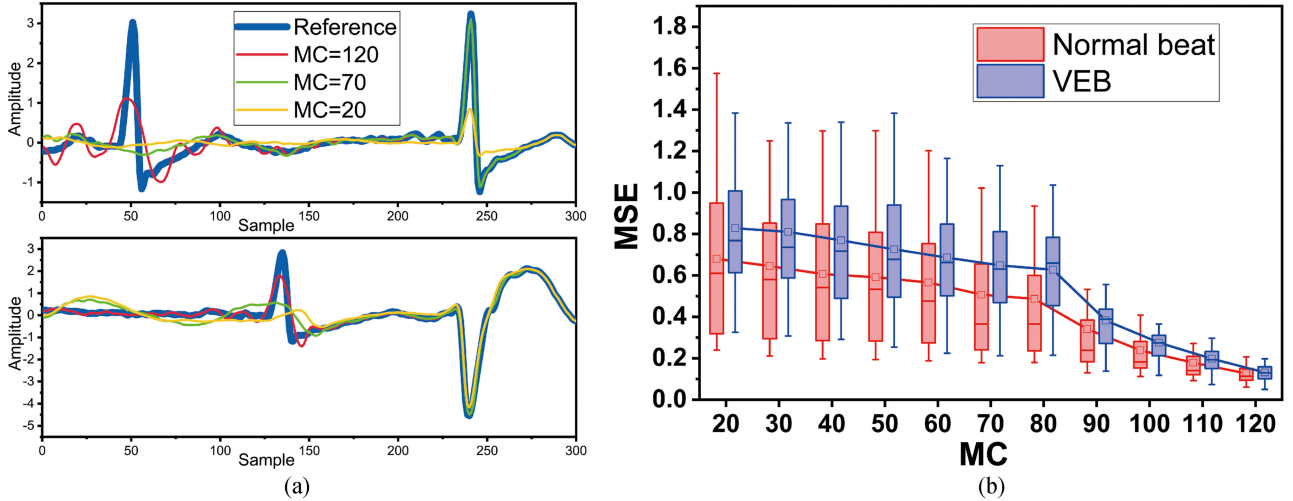 Amplitude
3
2
1
0
-1
Reference
MC=120
MC=70
MC=20
0 50 100 150 200 250 300
Sample
Amplitude
3
2
1
0
-1
-2
-3
-4
-5
0 50 100 150 200 250 300
Sample
(a)
MSE
1.8
1.6
1.4
1.2
1.0
0.8
0.6
0.4
0.2
0.0
Normal beat
VEB
20 30 40 50 60 70 80 90 100 110 120
MC
(b)